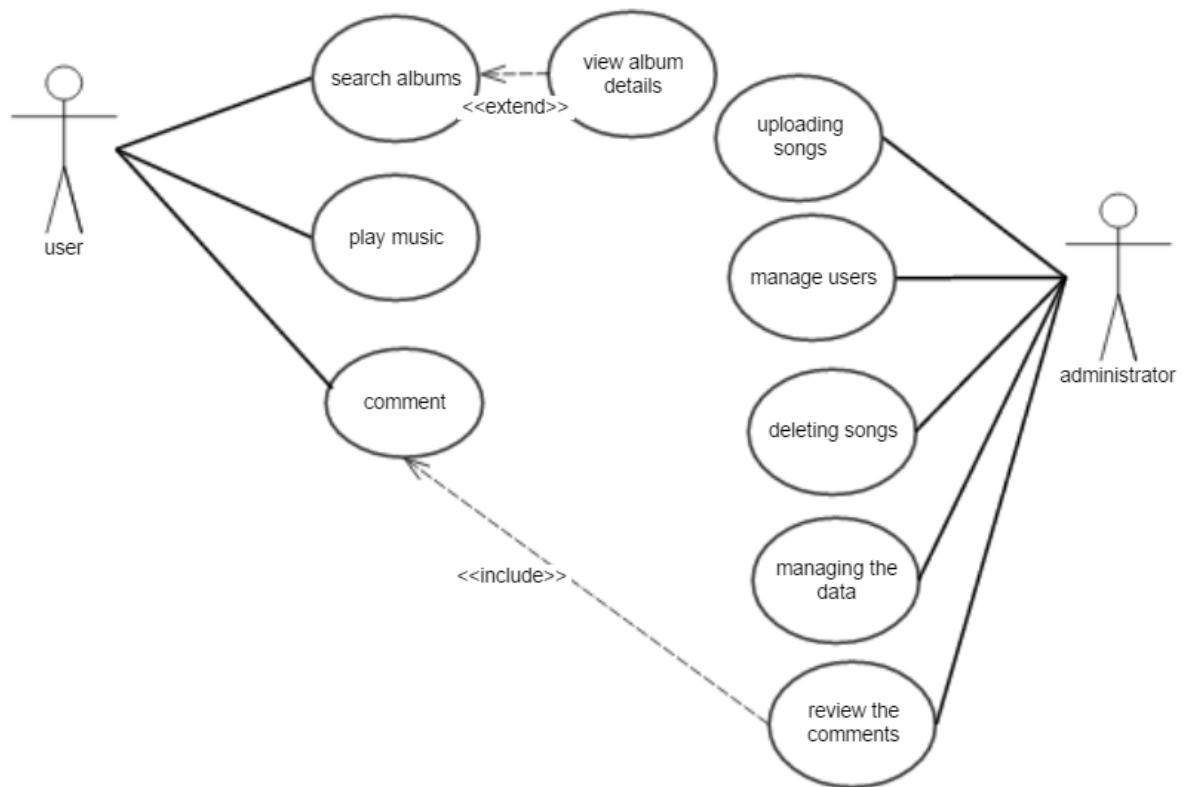 search albums
view album
details
<<extend>>
uploading
songs
user
play music
manage users
administrator
comment
deleting songs
<<include>>
managing the
data
review the
comments